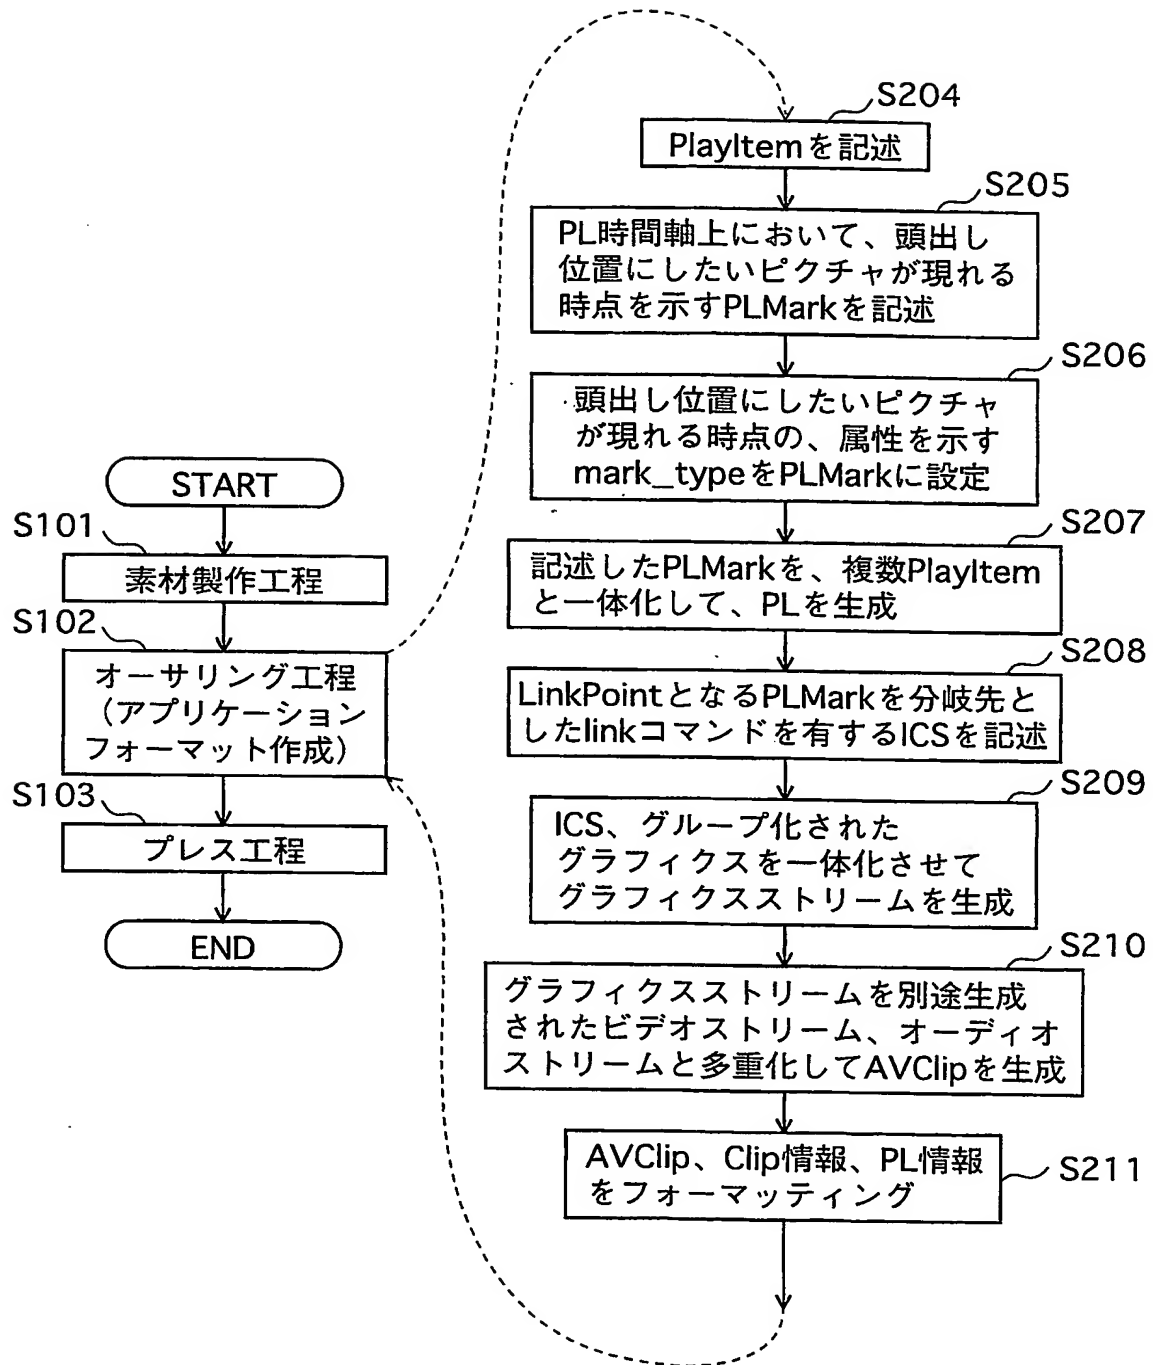 START
S101
素材製作工程
S102
オーサリング工程
（アプリケーション
フォーマット作成）
S103
プレス工程
END
S204
PlayItemを記述
S205
PL時間軸上において、頭出し
位置にしたいピクチャが現れる
時点を示すPLMarkを記述
S206
頭出し位置にしたいピクチャ
が現れる時点の、属性を示す
mark_typeをPLMarkに設定
S207
記述したPLMarkを、複数PlayItem
と一体化して、PLを生成
S208
LinkPointとなるPLMarkを分岐先と
したlinkコマンドを有するICSを記述
S209
ICS、グループ化された
グラフィクスを一体化させて
グラフィクスストリームを生成
S210
グラフィクスストリームを別途生成
されたビデオストリーム、オーディオ
ストリームと多重化してAVClipを生成
S211
AVClip、Clip情報、PL情報
をフォーマッティング